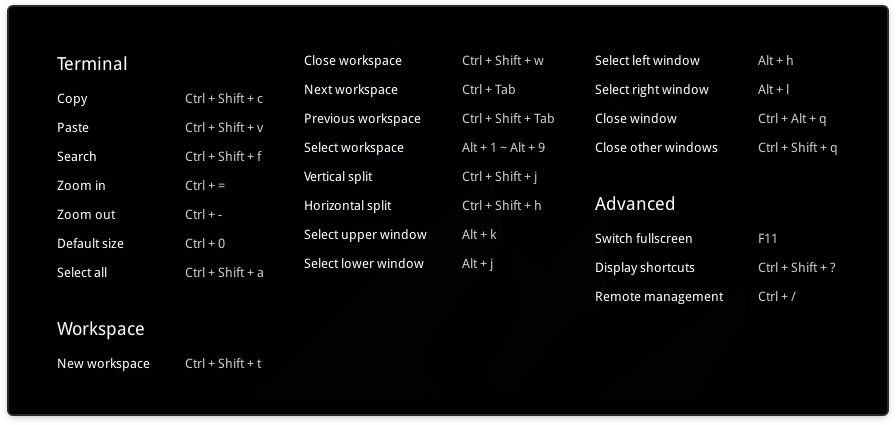 Terminal
Copy Ctrl + Shift + c
Paste Ctrl + Shift + v
Search Ctrl + Shift + f
Zoom in Ctrl + =
Zoom out Ctrl + -
Default size Ctrl + 0
Select all Ctrl + Shift + a
Workspace
New workspace Ctrl + Shift + t
Close workspace Ctrl + Shift + w
Next workspace Ctrl + Tab
Previous workspace Ctrl + Shift + Tab
Select workspace Alt + 1 ~ Alt + 9
Vertical split Ctrl + Shift + j
Horizontal split Ctrl + Shift + h
Select upper window Alt + k
Select lower window Alt + j
Select left window Alt + h
Select right window Alt + l
Close window Ctrl + Alt + q
Close other windows Ctrl + Shift + q
Advanced
Switch fullscreen F11
Display shortcuts Ctrl + Shift + ?
Remote management Ctrl + /